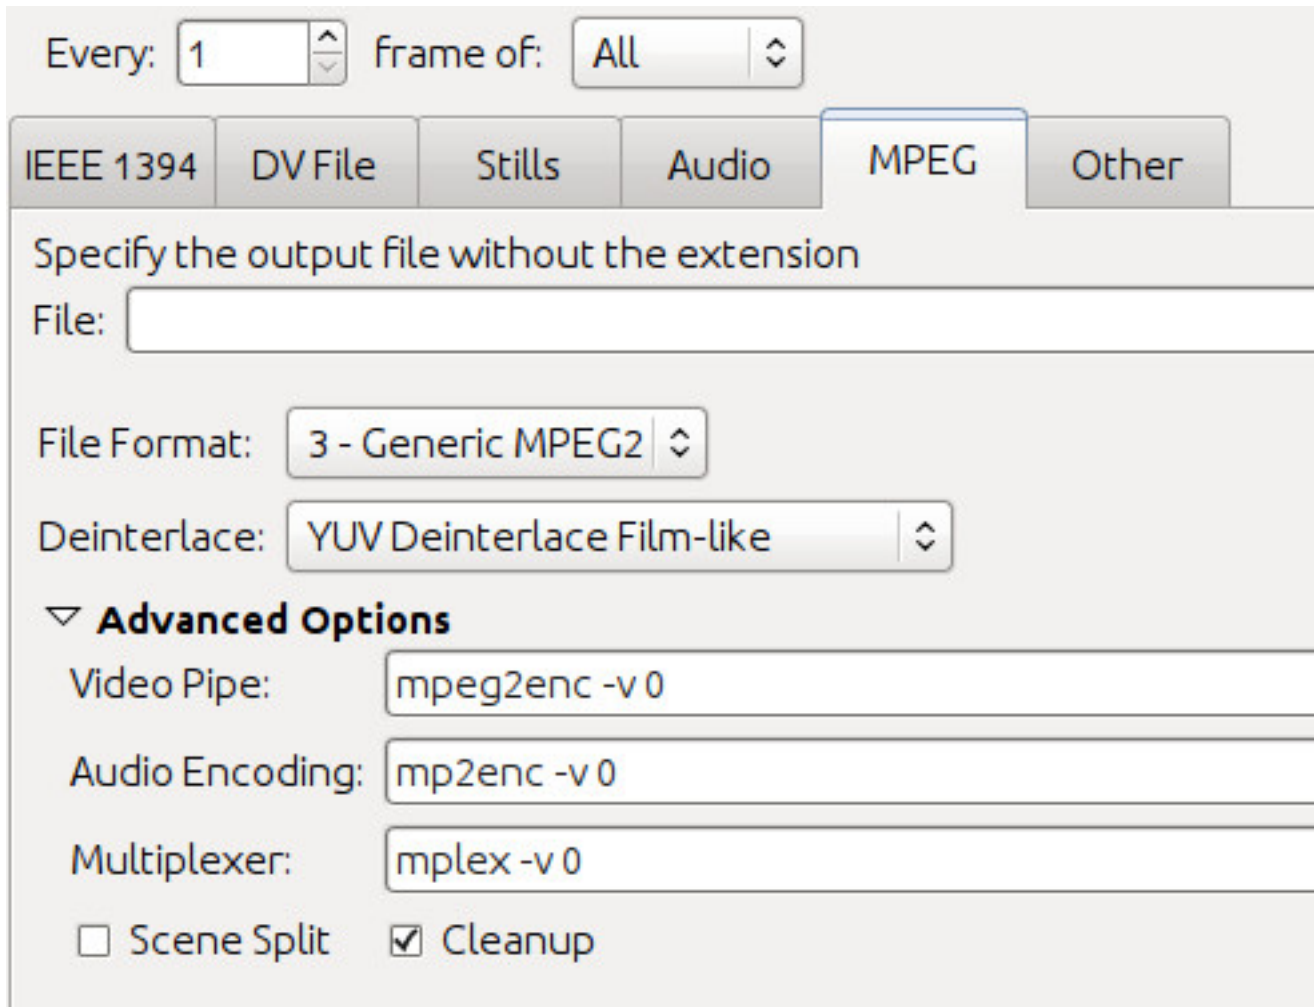 Every: 1 frame of: All
IEEE 1394 DV File Stills Audio MPEG Other
Specify the output file without the extension
File:
File Format: 3 - Generic MPEG2
Deinterlace: YUV Deinterlace Film-like
Advanced Options
Video Pipe: mpeg2enc -v 0
Audio Encoding: mp2enc -v 0
Multiplexer: mplex -v 0
Scene Split Cleanup